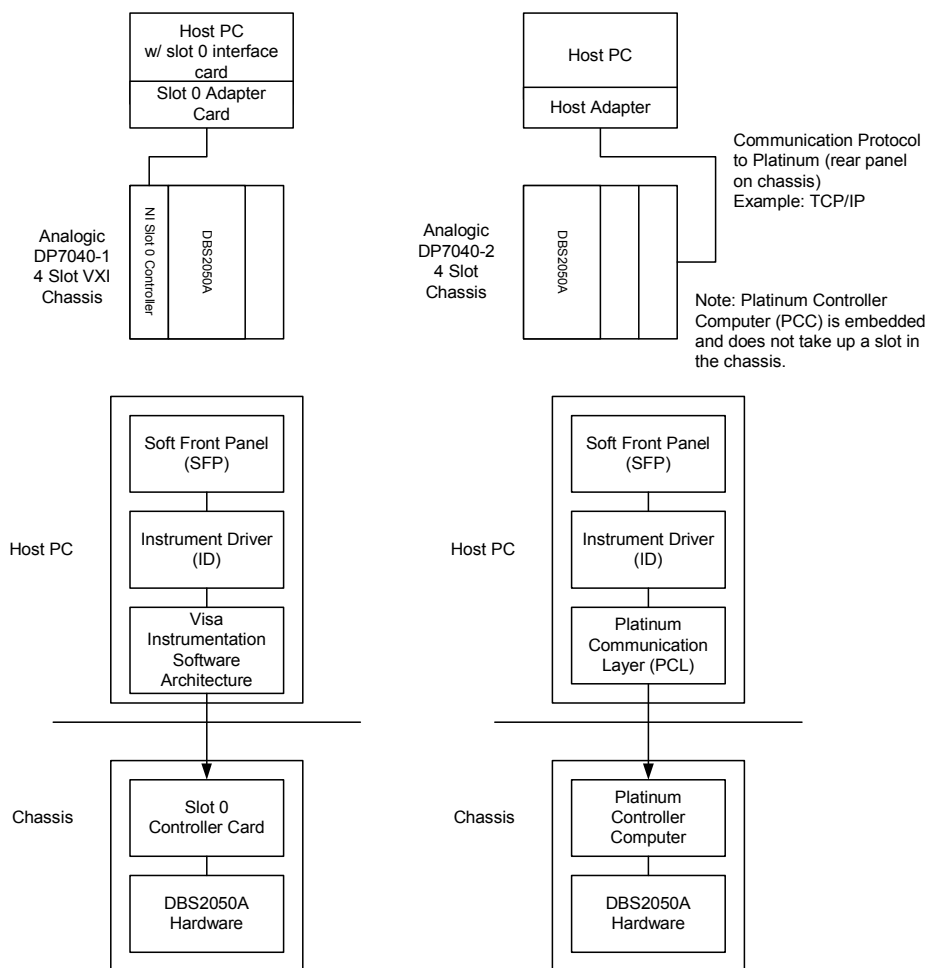 Host PC
w/ slot 0 interface
card
Slot 0 Adapter
Card
Analogic
DP7040-1
4 Slot VXI
Chassis
NI Slot 0 Controller
DBS2050A
Host PC
Host Adapter
Communication Protocol
to Platinum (rear panel
on chassis)
Example: TCP/IP
Analogic
DP7040-2
4 Slot
Chassis
DBS2050A
Note: Platinum Controller
Computer (PCC) is embedded
and does not take up a slot in
the chassis.
Host PC
Soft Front Panel
(SFP)
Instrument Driver
(ID)
Visa
Instrumentation
Software
Architecture
Chassis
Slot 0
Controller Card
DBS2050A
Hardware
Host PC
Soft Front Panel
(SFP)
Instrument Driver
(ID)
Platinum
Communication
Layer (PCL)
Chassis
Platinum
Controller
Computer
DBS2050A
Hardware